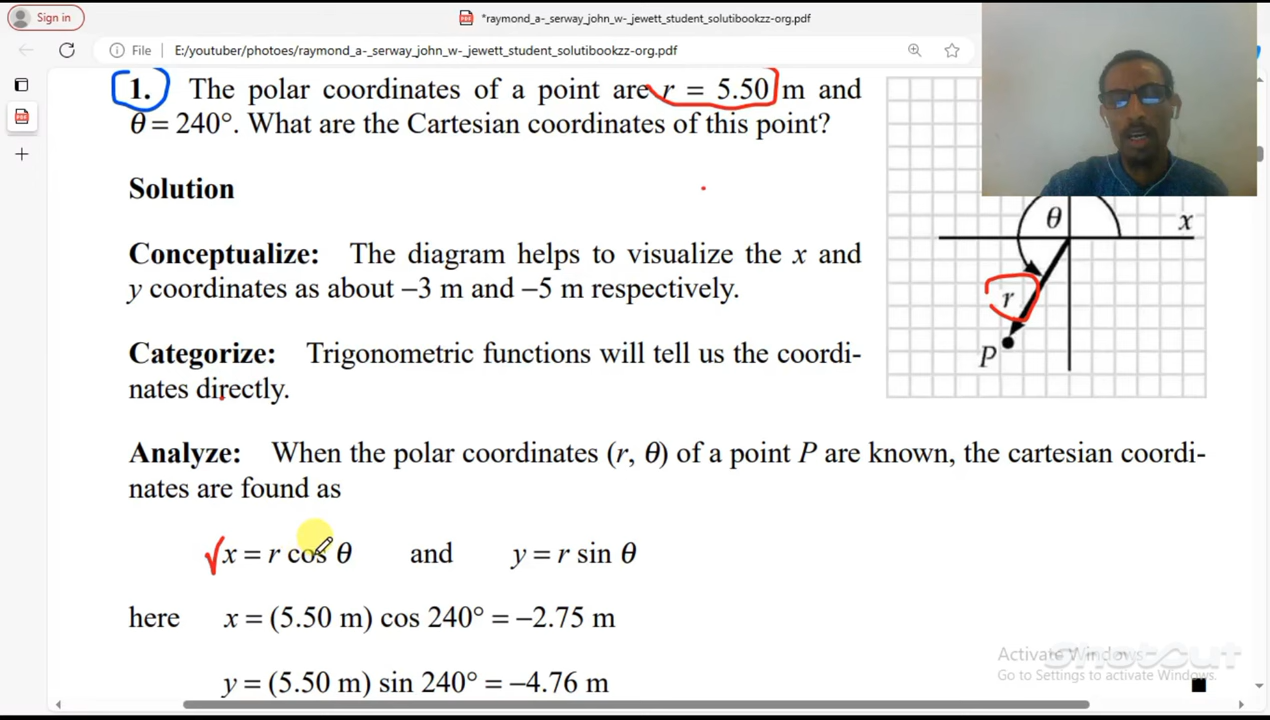 Sign in
*raymond_a-_serway_john_w-_jewett_student_solutibookzz-org.pdf
File E:/youtuber/photoes/raymond_a-_serway_john_w-_jewett_student_solutibookzz-org.pdf
1. The polar coordinates of a point are r = 5.50 m and
θ = 240°. What are the Cartesian coordinates of this point?
Solution
Conceptualize: The diagram helps to visualize the x and
y coordinates as about −3 m and −5 m respectively.
Categorize: Trigonometric functions will tell us the coordi-
nates directly.
θ
x
r
P
Analyze: When the polar coordinates (r, θ) of a point P are known, the cartesian coordi-
nates are found as
x = r cos θ and y = r sin θ
here x = (5.50 m) cos 240° = −2.75 m
y = (5.50 m) sin 240° = −4.76 m
Activate Windows
Go to Settings to activate Windows.
shotcut